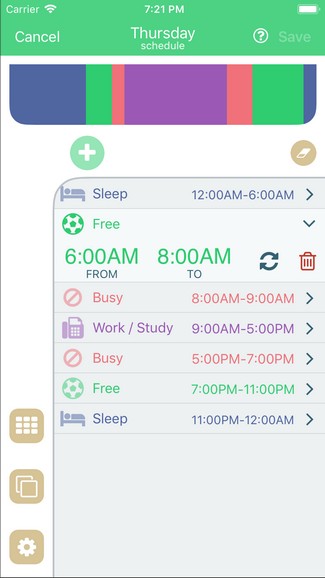 Carrier 7:21 PM
Cancel Thursday ? Save
schedule
Sleep 12:00AM-6:00AM
Free
6:00AM 8:00AM
FROM TO
Busy 8:00AM-9:00AM
Work / Study 9:00AM-5:00PM
Busy 5:00PM-7:00PM
Free 7:00PM-11:00PM
Sleep 11:00PM-12:00AM